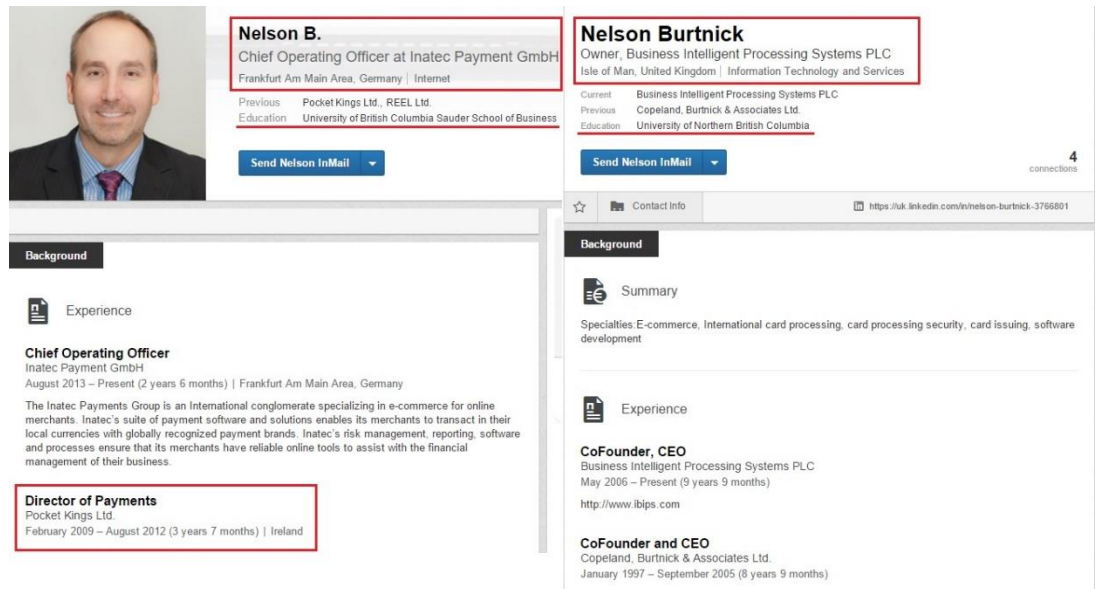 Nelson B.
Chief Operating Officer at Inatec Payment GmbH
Frankfurt Am Main Area, Germany | Internet
Previous Pocket Kings Ltd., REEL Ltd.
Education University of British Columbia Sauder School of Business
Send Nelson InMail
Background
Experience
Chief Operating Officer
Inatec Payment GmbH
August 2013 – Present (2 years 6 months) | Frankfurt Am Main Area, Germany
The Inatec Payments Group is an International conglomerate specializing in e-commerce for online
merchants. Inatec's suite of payment software and solutions enables its merchants to transact in their
local currencies with globally recognized payment brands. Inatec's risk management, reporting, software
and processes ensure that its merchants have reliable online tools to assist with the financial
management of their business.
Director of Payments
Pocket Kings Ltd.
February 2009 – August 2012 (3 years 7 months) | Ireland
Nelson Burtnick
Owner, Business Intelligent Processing Systems PLC
Isle of Man, United Kingdom | Information Technology and Services
Current Business Intelligent Processing Systems PLC
Previous Copeland, Burtnick & Associates Ltd.
Education University of Northern British Columbia
Send Nelson InMail
4
connections
Contact Info
https://uk.linkedin.com/in/nelson-burtnick-3766801
Background
Summary
Specialties:E-commerce, International card processing, card processing security, card issuing, software
development
Experience
CoFounder, CEO
Business Intelligent Processing Systems PLC
May 2006 – Present (9 years 9 months)
http://www.ibips.com
CoFounder and CEO
Copeland, Burtnick & Associates Ltd.
January 1997 – September 2005 (8 years 9 months)